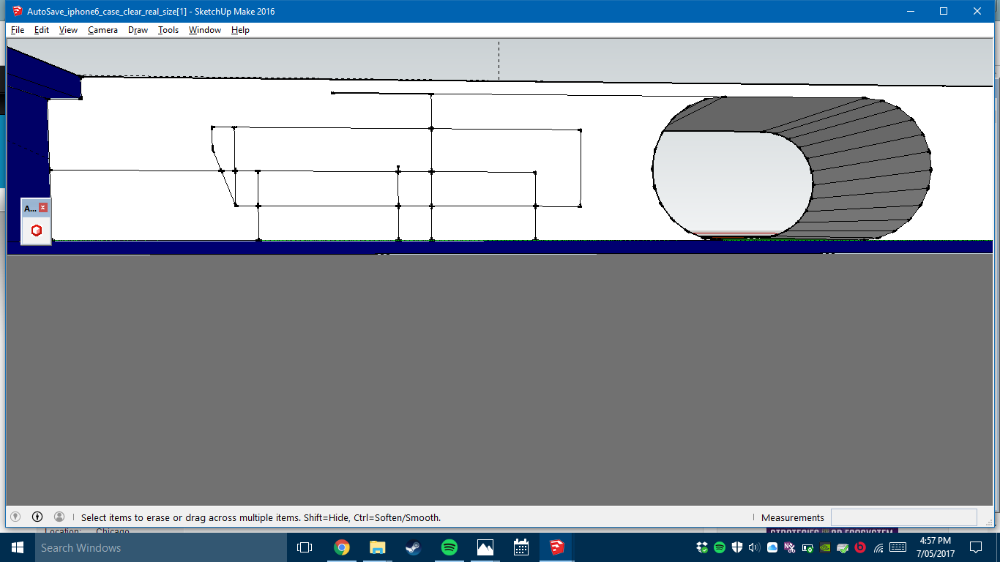 AutoSave_iphone6_case_clear_real_size[1] - SketchUp Make 2016
File Edit View Camera Draw Tools Window Help
A...
Select items to erase or drag across multiple items. Shift=Hide, Ctrl=Soften/Smooth.
Measurements
Location: Chicago
Search Windows
4:57 PM
7/05/2017